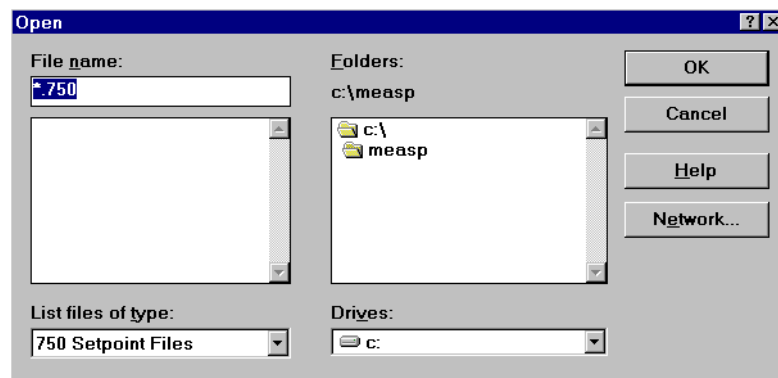 Open
File name:
*.750
List files of type:
750 Setpoint Files
Folders:
c:\measp
c:\
measp
Drives:
c:
OK
Cancel
Help
Network...